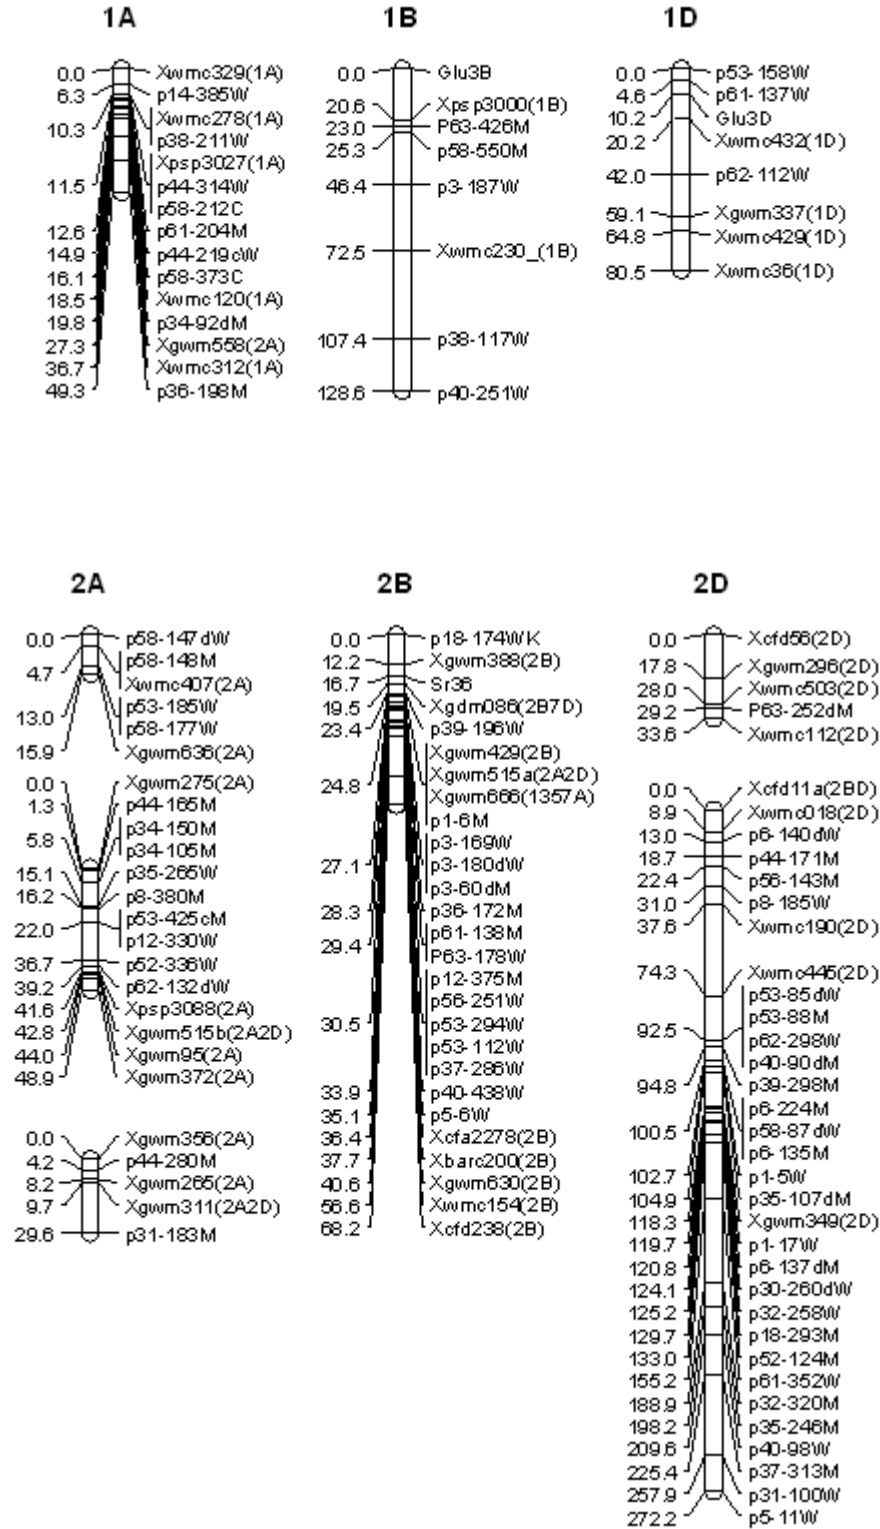 1A
0.0 Xwmc329(1A)
6.3 p14-385W
10.3 Xwmc278(1A)
p38-211W
Xpsp3027(1A)
11.5 p44-314W
p58-212C
12.6 p61-204M
14.9 p44-219cW
16.1 p58-373C
18.5 Xwmc120(1A)
19.8 p34-92dM
27.3 Xgwm558(2A)
36.7 Xwmc312(1A)
49.3 p36-198M
1B
0.0 Glu3B
20.6 Xpsp3000(1B)
23.0 P63-426M
25.3 p58-550M
46.4 p3-187W
72.5 Xwmc230_(1B)
107.4 p38-117W
128.6 p40-251W
1D
0.0 p53-158W
4.6 p61-137W
10.2 Glu3D
20.2 Xwmc432(1D)
42.0 p62-112W
59.1 Xgwm337(1D)
64.8 Xwmc429(1D)
80.5 Xwmc36(1D)
2A
0.0 p58-147dW
4.7 p58-148M
Xwmc407(2A)
13.0 p53-185W
p58-177W
15.9 Xgwm636(2A)
0.0 Xgwm275(2A)
1.3 p44-165M
5.8 p34-150M
p34-105M
15.1 p35-265W
16.2 p8-380M
22.0 p53-425cM
p12-330W
36.7 p52-336W
39.2 p62-132dW
41.6 Xpsp3088(2A)
42.8 Xgwm515b(2A2D)
44.0 Xgwm95(2A)
48.9 Xgwm372(2A)
0.0 Xgwm356(2A)
4.2 p44-280M
8.2 Xgwm265(2A)
9.7 Xgwm311(2A2D)
29.6 p31-183M
2B
0.0 p18-174WK
12.2 Xgwm388(2B)
16.7 Sr36
19.5 Xgdm086(2B7D)
23.4 p39-196W
Xgwm429(2B)
24.8 Xgwm515a(2A2D)
Xgwm666(1357A)
p1-6M
p3-169W
27.1 p3-180dW
p3-60dM
28.3 p36-172M
29.4 p61-138M
P63-178W
p12-375M
p56-251W
30.5 p53-294W
p53-112W
p37-286W
33.9 p40-438W
35.1 p5-6W
36.4 Xcfa2278(2B)
37.7 Xbarc200(2B)
40.6 Xgwm630(2B)
56.6 Xwmc154(2B)
68.2 Xcfd238(2B)
2D
0.0 Xcfd56(2D)
17.8 Xgwm296(2D)
28.0 Xwmc503(2D)
29.2 P63-252dM
33.6 Xwmc112(2D)
0.0 Xcfd11a(2BD)
8.9 Xwmc018(2D)
13.0 p6-140dW
18.7 p44-171M
22.4 p56-143M
31.0 p8-185W
37.6 Xwmc190(2D)
74.3 Xwmc445(2D)
p53-85dW
92.5 p53-88M
p62-298W
p40-90dM
94.8 p39-298M
p6-224M
100.5 p58-87dW
p6-135M
102.7 p1-5W
104.9 p35-107dM
118.3 Xgwm349(2D)
119.7 p1-17W
120.8 p6-137dM
124.1 p30-260dW
125.2 p32-258W
129.7 p18-293M
133.0 p52-124M
155.2 p61-352W
188.9 p32-320M
198.2 p35-246M
209.6 p40-98W
225.4 p37-313M
257.9 p31-100W
272.2 p5-11W